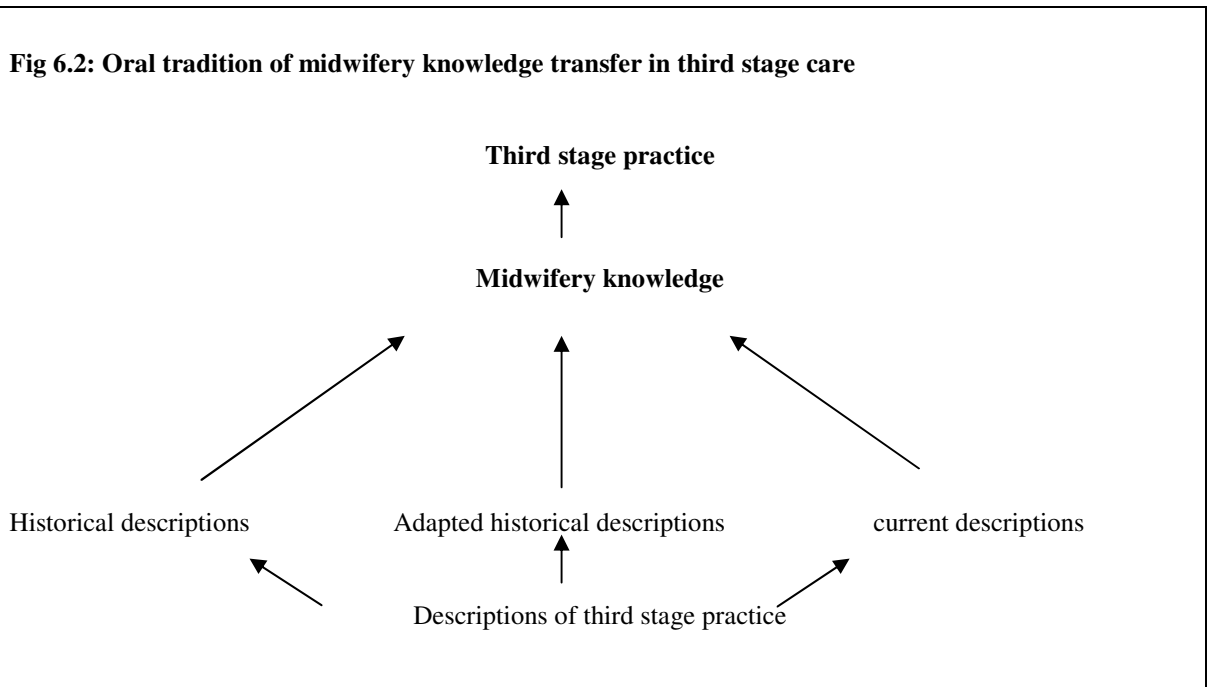 Fig 6.2: Oral tradition of midwifery knowledge transfer in third stage care
Third stage practice
Midwifery knowledge
Historical descriptions Adapted historical descriptions current descriptions
Descriptions of third stage practice